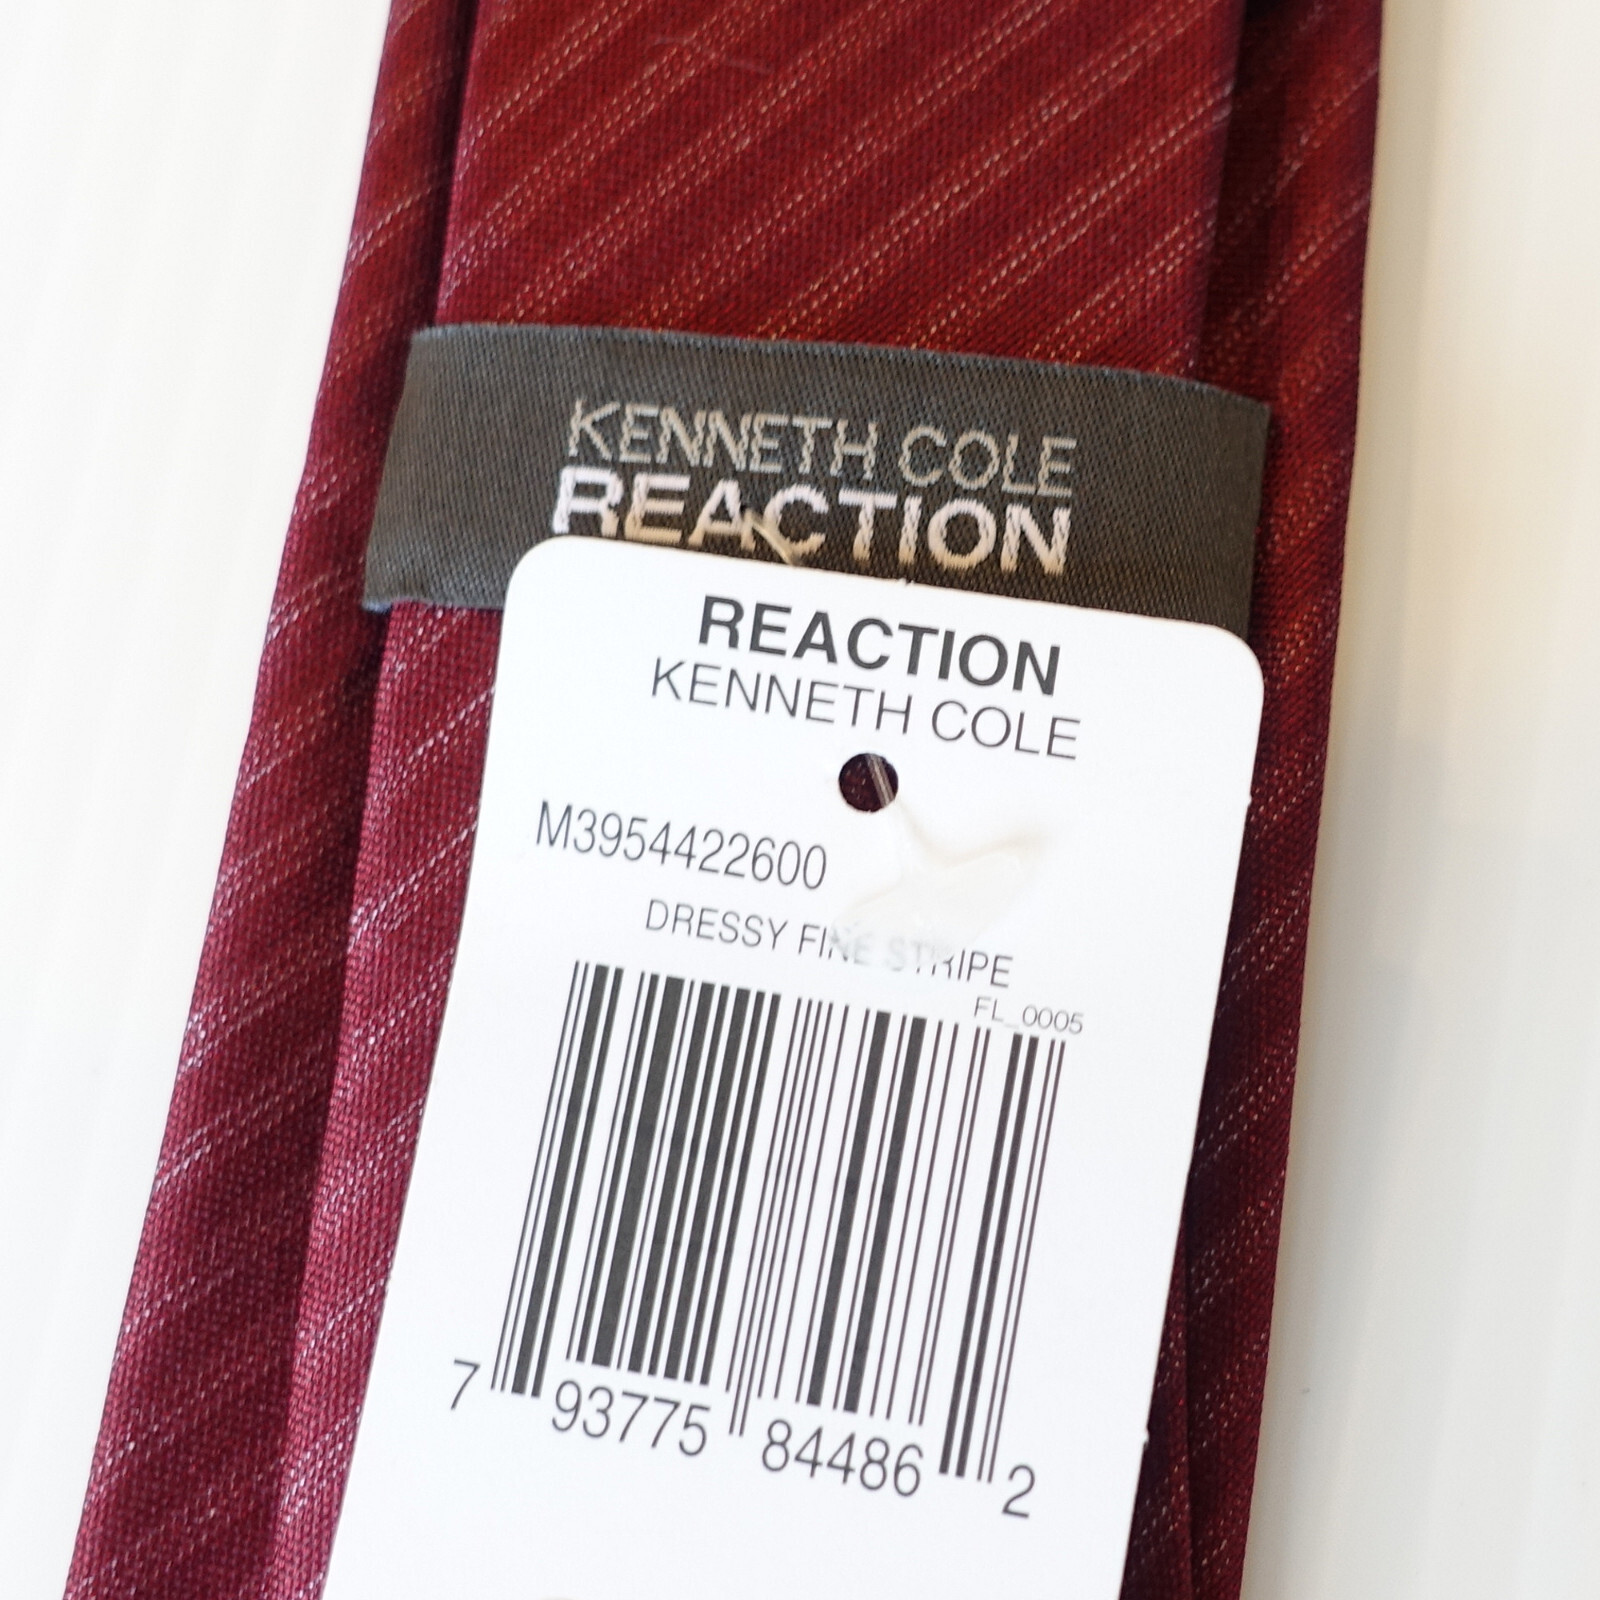 KENNETH COLE
REACTION
REACTION
KENNETH COLE
M3954422600
DRESSY FINE STRIPE
FL_0005
7 93775 84486 2